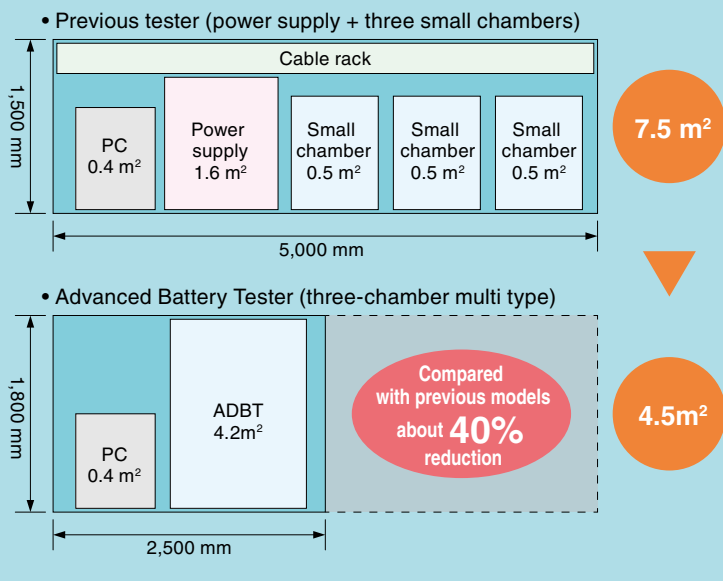 • Previous tester (power supply + three small chambers)
Cable rack
1,500 mm
PC
0.4 m²
Power
supply
1.6 m²
Small
chamber
0.5 m²
Small
chamber
0.5 m²
Small
chamber
0.5 m²
7.5 m²
5,000 mm
• Advanced Battery Tester (three-chamber multi type)
1,800 mm
PC
0.4 m²
ADBT
4.2m²
Compared
with previous models
about 40%
reduction
4.5m²
2,500 mm